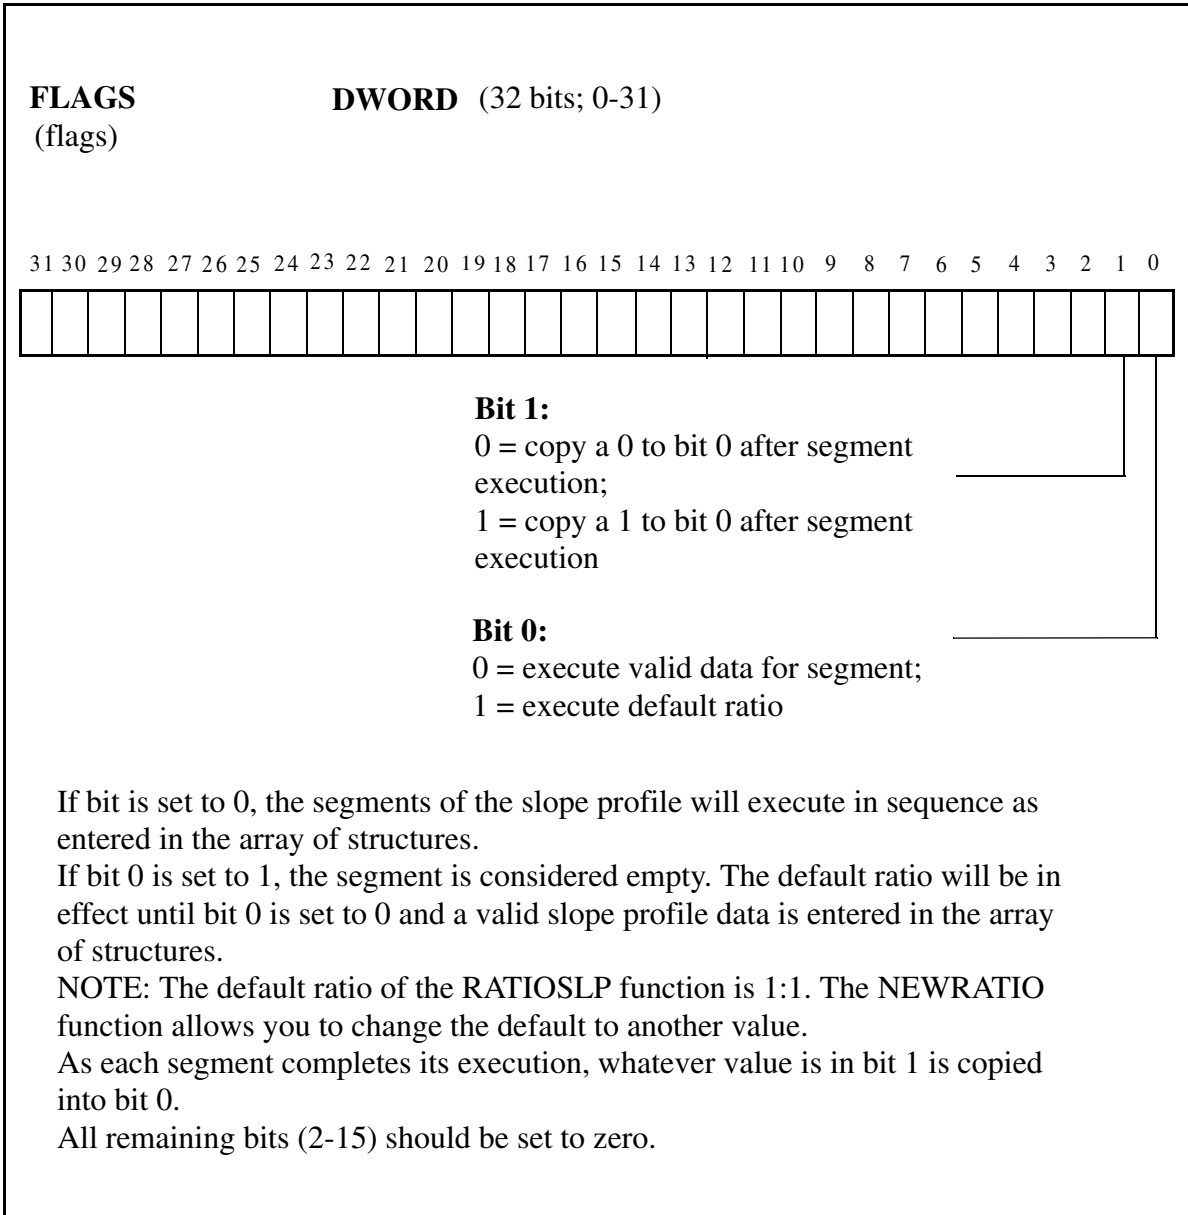 FLAGS DWORD (32 bits; 0-31)
(flags)
31 30 29 28 27 26 25 24 23 22 21 20 19 18 17 16 15 14 13 12 11 10 9 8 7 6 5 4 3 2 1 0
Bit 1:
0 = copy a 0 to bit 0 after segment
execution;
1 = copy a 1 to bit 0 after segment
execution
Bit 0:
0 = execute valid data for segment;
1 = execute default ratio
If bit is set to 0, the segments of the slope profile will execute in sequence as
entered in the array of structures.
If bit 0 is set to 1, the segment is considered empty. The default ratio will be in
effect until bit 0 is set to 0 and a valid slope profile data is entered in the array
of structures.
NOTE: The default ratio of the RATIOSLP function is 1:1. The NEWRATIO
function allows you to change the default to another value.
As each segment completes its execution, whatever value is in bit 1 is copied
into bit 0.
All remaining bits (2-15) should be set to zero.